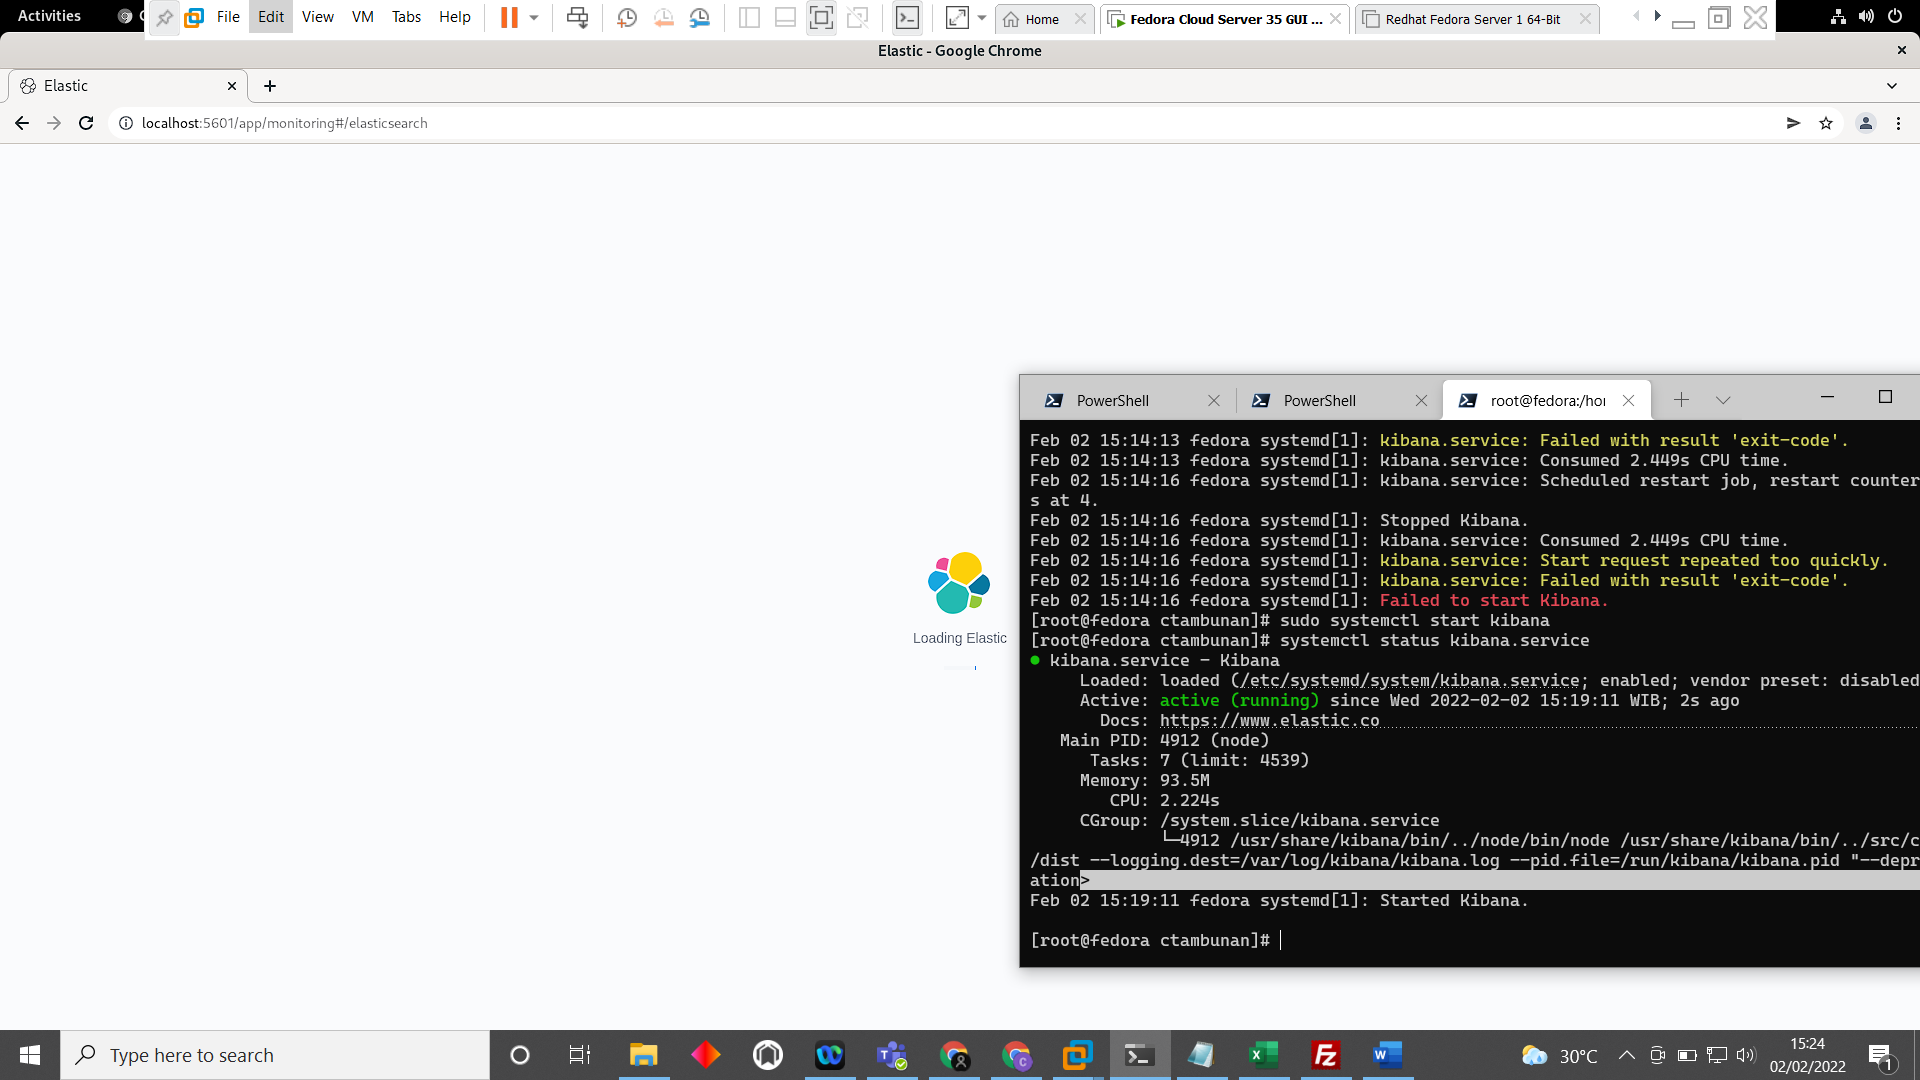 Activities
File Edit View VM Tabs Help
Home
Fedora Cloud Server 35 GUI ...
Redhat Fedora Server 1 64-Bit
Elastic - Google Chrome
Elastic
localhost:5601/app/monitoring#/elasticsearch
Loading Elastic
PowerShell
PowerShell
root@fedora:/hor
Feb 02 15:14:13 fedora systemd[1]: kibana.service: Failed with result 'exit-code'.
Feb 02 15:14:13 fedora systemd[1]: kibana.service: Consumed 2.449s CPU time.
Feb 02 15:14:16 fedora systemd[1]: kibana.service: Scheduled restart job, restart counter
s at 4.
Feb 02 15:14:16 fedora systemd[1]: Stopped Kibana.
Feb 02 15:14:16 fedora systemd[1]: kibana.service: Consumed 2.449s CPU time.
Feb 02 15:14:16 fedora systemd[1]: kibana.service: Start request repeated too quickly.
Feb 02 15:14:16 fedora systemd[1]: kibana.service: Failed with result 'exit-code'.
Feb 02 15:14:16 fedora systemd[1]: Failed to start Kibana.
[root@fedora ctambunan]# sudo systemctl start kibana
[root@fedora ctambunan]# systemctl status kibana.service
● kibana.service - Kibana
Loaded: loaded (/etc/systemd/system/kibana.service; enabled; vendor preset: disabled
Active: active (running) since Wed 2022-02-02 15:19:11 WIB; 2s ago
Docs: https://www.elastic.co
Main PID: 4912 (node)
Tasks: 7 (limit: 4539)
Memory: 93.5M
CPU: 2.224s
CGroup: /system.slice/kibana.service
└─4912 /usr/share/kibana/bin/../node/bin/node /usr/share/kibana/bin/../src/c
/dist --logging.dest=/var/log/kibana/kibana.log --pid.file=/run/kibana/kibana.pid "--depr
ation>
Feb 02 15:19:11 fedora systemd[1]: Started Kibana.
[root@fedora ctambunan]#
Type here to search
30°C
15:24
02/02/2022
1